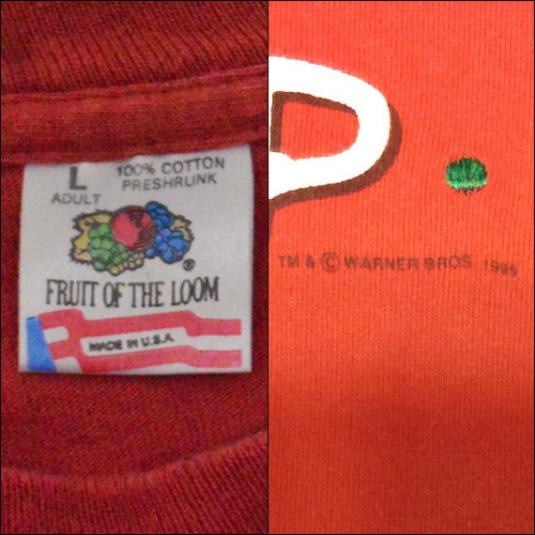 L
ADULT
100% COTTON
PRESHRUNK
FRUIT OF THE LOOM
®
MADE IN U.S.A.
TM & © WARNER BROS. 1995